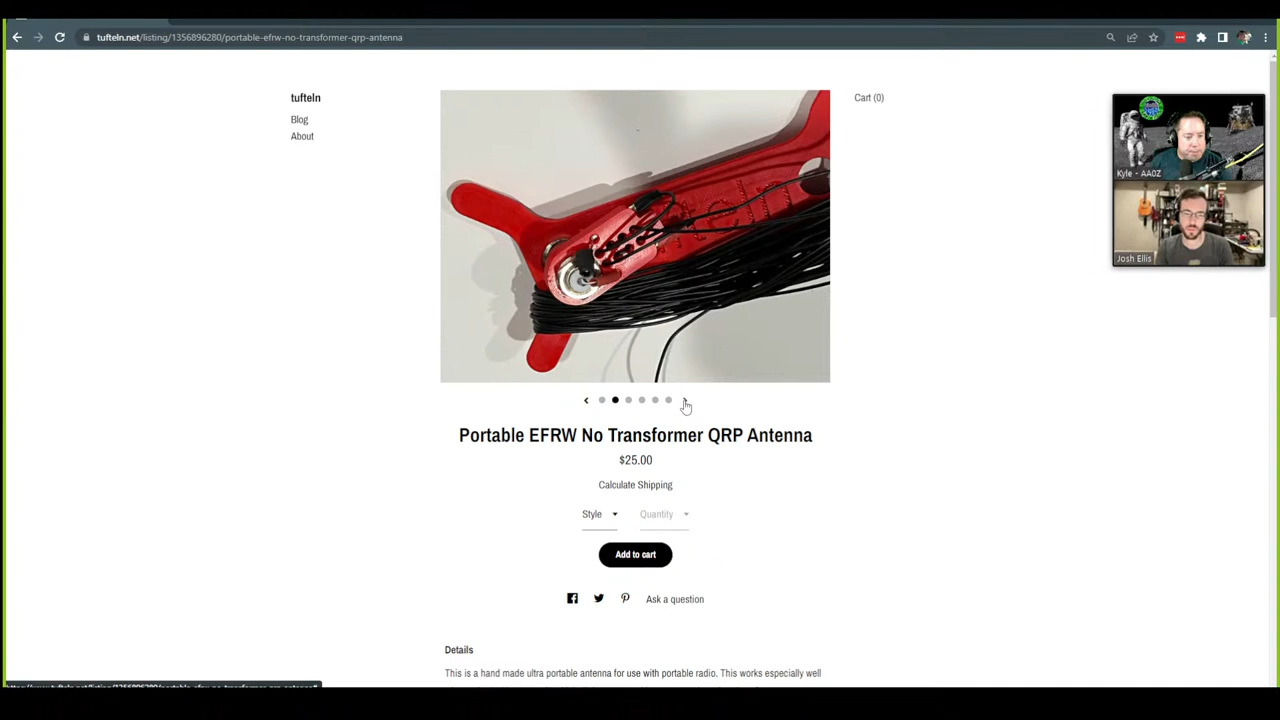 tufteln.net/listing/1356896280/portable-efrw-no-transformer-qrp-antenna
tufteln
Blog
About
Cart (0)
Kyle - AA0Z
Josh Ellis
Portable EFRW No Transformer QRP Antenna
$25.00
Calculate Shipping
Style
Quantity
Add to cart
Ask a question
Details
This is a hand made ultra portable antenna for use with portable radio. This works especially well